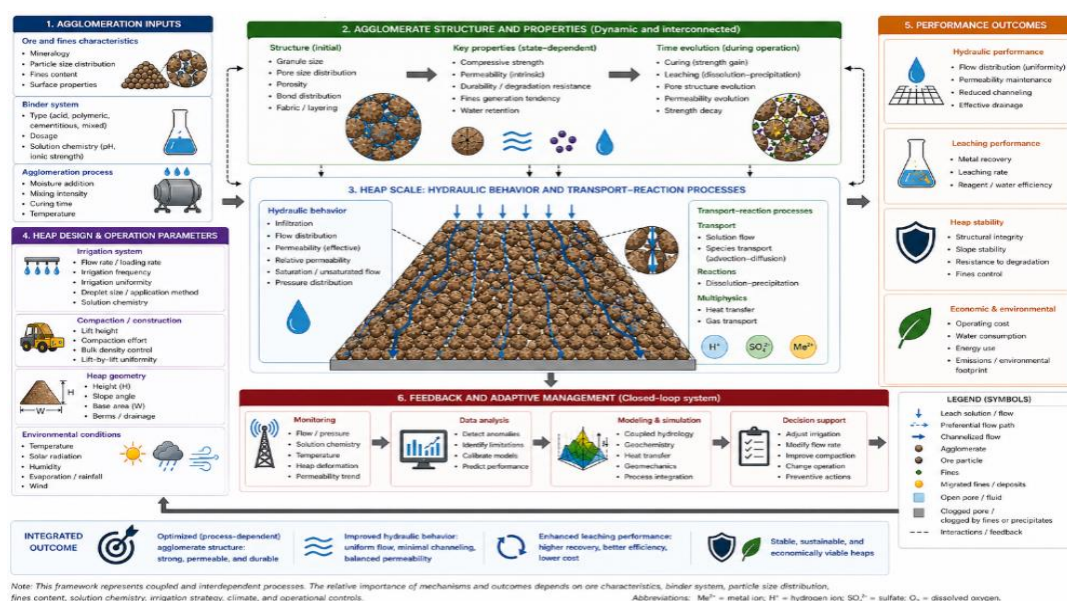 1. AGGLOMERATION INPUTS
Ore and fines characteristics
• Mineralogy
• Particle size distribution
• Fines content
• Surface properties
Binder system
• Type (acid, polymeric,
cementitious, mixed)
• Dosage
• Solution chemistry (pH,
ionic strength)
Agglomeration process
• Moisture addition
• Mixing intensity
• Curing time
• Temperature
2. AGGLOMERATE STRUCTURE AND PROPERTIES (Dynamic and interconnected)
Structure (initial)
• Granule size
• Pore size distribution
• Porosity
• Bond distribution
• Fabric / layering
Key properties (state-dependent)
• Compressive strength
• Permeability (intrinsic)
• Durability / degradation resistance
• Fines generation tendency
• Water retention
Time evolution (during operation)
• Curing (strength gain)
• Leaching (dissolution–precipitation)
• Pore structure evolution
• Permeability evolution
• Strength decay
3. HEAP SCALE: HYDRAULIC BEHAVIOR AND TRANSPORT–REACTION PROCESSES
Hydraulic behavior
• Infiltration
• Flow distribution
• Permeability (effective)
• Relative permeability
• Saturation / unsaturated flow
• Pressure distribution
Transport–reaction processes
Transport
• Solution flow
• Species transport
(advection–diffusion)
Reactions
• Dissolution–precipitation
Multiphysics
• Heat transfer
• Gas transport
H⁺
SO₄²⁻
Me²⁺
4. HEAP DESIGN & OPERATION PARAMETERS
Irrigation system
• Flow rate / loading rate
• Irrigation frequency
• Irrigation uniformity
• Droplet size / application method
• Solution chemistry
Compaction / construction
• Lift height
• Compaction effort
• Bulk density control
• Lift-by-lift uniformity
Heap geometry
• Height (H)
• Slope angle
• Base area (W)
• Berms / drainage
H
W
Environmental conditions
• Temperature
• Solar radiation
• Humidity
• Evaporation / rainfall
• Wind
5. PERFORMANCE OUTCOMES
Hydraulic performance
• Flow distribution (uniformity)
• Permeability maintenance
• Reduced channeling
• Effective drainage
Leaching performance
• Metal recovery
• Leaching rate
• Reagent / water efficiency
Heap stability
• Structural integrity
• Slope stability
• Resistance to degradation
• Fines control
Economic & environmental
• Operating cost
• Water consumption
• Energy use
• Emissions / environmental
footprint
6. FEEDBACK AND ADAPTIVE MANAGEMENT (Closed-loop system)
Monitoring
• Flow / pressure
• Solution chemistry
• Temperature
• Heap deformation
• Permeability trend
Data analysis
• Detect anomalies
• Identify limitations
• Calibrate models
• Predict performance
Modeling & simulation
• Coupled hydrology
• Geochemistry
• Heat transfer
• Geomechanics
• Process integration
Decision support
• Adjust irrigation
• Modify flow rate
• Improve compaction
• Change operation
• Preventive actions
LEGEND (SYMBOLS)
Leach solution / flow
Preferential flow path
Channelized flow
Agglomerate
Ore particle
Fines
Migrated fines / deposits
Open pore / fluid
Clogged pore /
clogged by fines or precipitates
Interactions / feedback
INTEGRATED
OUTCOME
Optimized (process-dependent)
agglomerate structure:
strong, permeable, and durable
Improved hydraulic behavior:
uniform flow, minimal channeling,
balanced permeability
Enhanced leaching performance:
higher recovery, better efficiency,
lower cost
Stable, sustainable, and
economically viable heaps
Note: This framework represents coupled and interdependent processes. The relative importance of mechanisms and outcomes depends on ore characteristics, binder system, particle size distribution,
fines content, solution chemistry, irrigation strategy, climate, and operational controls.
Abbreviations: Me²⁺ = metal ion; H⁺ = hydrogen ion; SO₄²⁻ = sulfate; O₂ = dissolved oxygen.